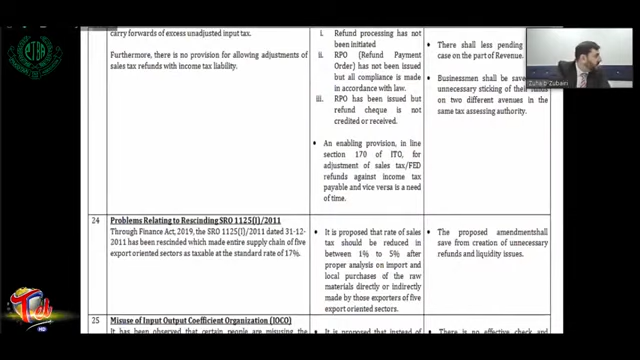 carry forwards of excess unadjusted input tax.
Furthermore, there is no provision for allowing adjustments of
sales tax refunds with income tax liability.
i. Refund processing has not
been initiated
ii. RPO (Refund Payment
Order) has not been issued
but all compliance is made
in accordance with law.
iii. RPO has been issued but
refund cheque is not
credited or received.
• An enabling provision, in line
section 170 of ITO, for
adjustment of sales tax/FED
refunds against income tax
payable and vice versa is a need
of time.
• There shall less pending
case on the part of Revenue.
• Businessmen shall be save
unnecessary sticking of their
on two different avenues in the
same tax assessing authority.
24
Problems Relating to Rescinding SRO 1125(I)/2011
Through Finance Act, 2019, the SRO 1125(I)/2011 dated 31-12-
2011 has been rescinded which made entire supply chain of five
export oriented sectors as taxable at the standard rate of 17%.
• It is proposed that rate of sales
tax should be reduced in
between 1% to 5% after
proper analysis on import and
local purchases of the raw
materials directly or indirectly
made by those exporters of five
export oriented sectors.
• The proposed amendmentshall
save from creation of unnecessary
refunds and liquidity issues.
25
Misuse of Input Output Coefficient Organization (IOCO)
It has been observed that certain people are misusing the
• It is proposed that instead of
• There is no effective check and
Zuhaib Zubairi
HD